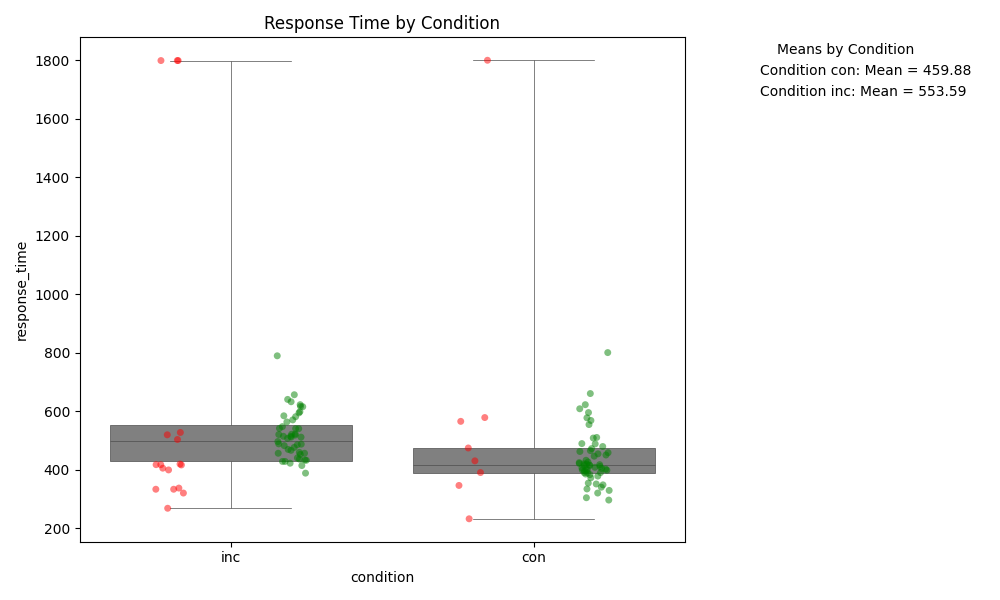 Response Time by Condition
Means by Condition
Condition con: Mean = 459.88
Condition inc: Mean = 553.59
response_time
1800
1600
1400
1200
1000
800
600
400
200
inc
con
condition